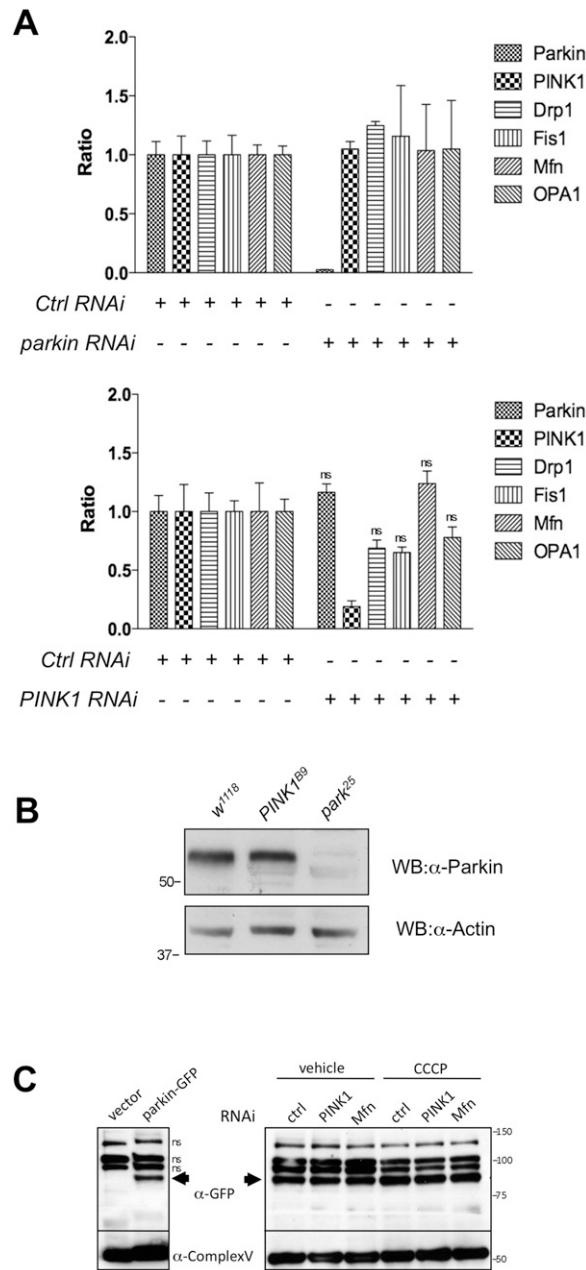 A
Ratio
2.0
1.5
1.0
0.5
0.0
Parkin
PINK1
Drp1
Fis1
Mfn
OPA1
Ctrl RNAi + + + + + + - - - - - -
parkin RNAi - - - - - - + + + + + +
Ratio
2.0
1.5
1.0
0.5
0.0
ns ns ns ns ns
Parkin
PINK1
Drp1
Fis1
Mfn
OPA1
Ctrl RNAi + + + + + + - - - - - -
PINK1 RNAi - - - - - - + + + + + +
B
w1118 PINK1B9 park25
50- WB:α-Parkin
WB:α-Actin
37-
C
vector parkin-GFP
vehicle CCCP
RNAi ctrl PINK1 Mfn ctrl PINK1 Mfn
ns
ns
ns
α-GFP
α-ComplexV
-150
-100
-75
-50